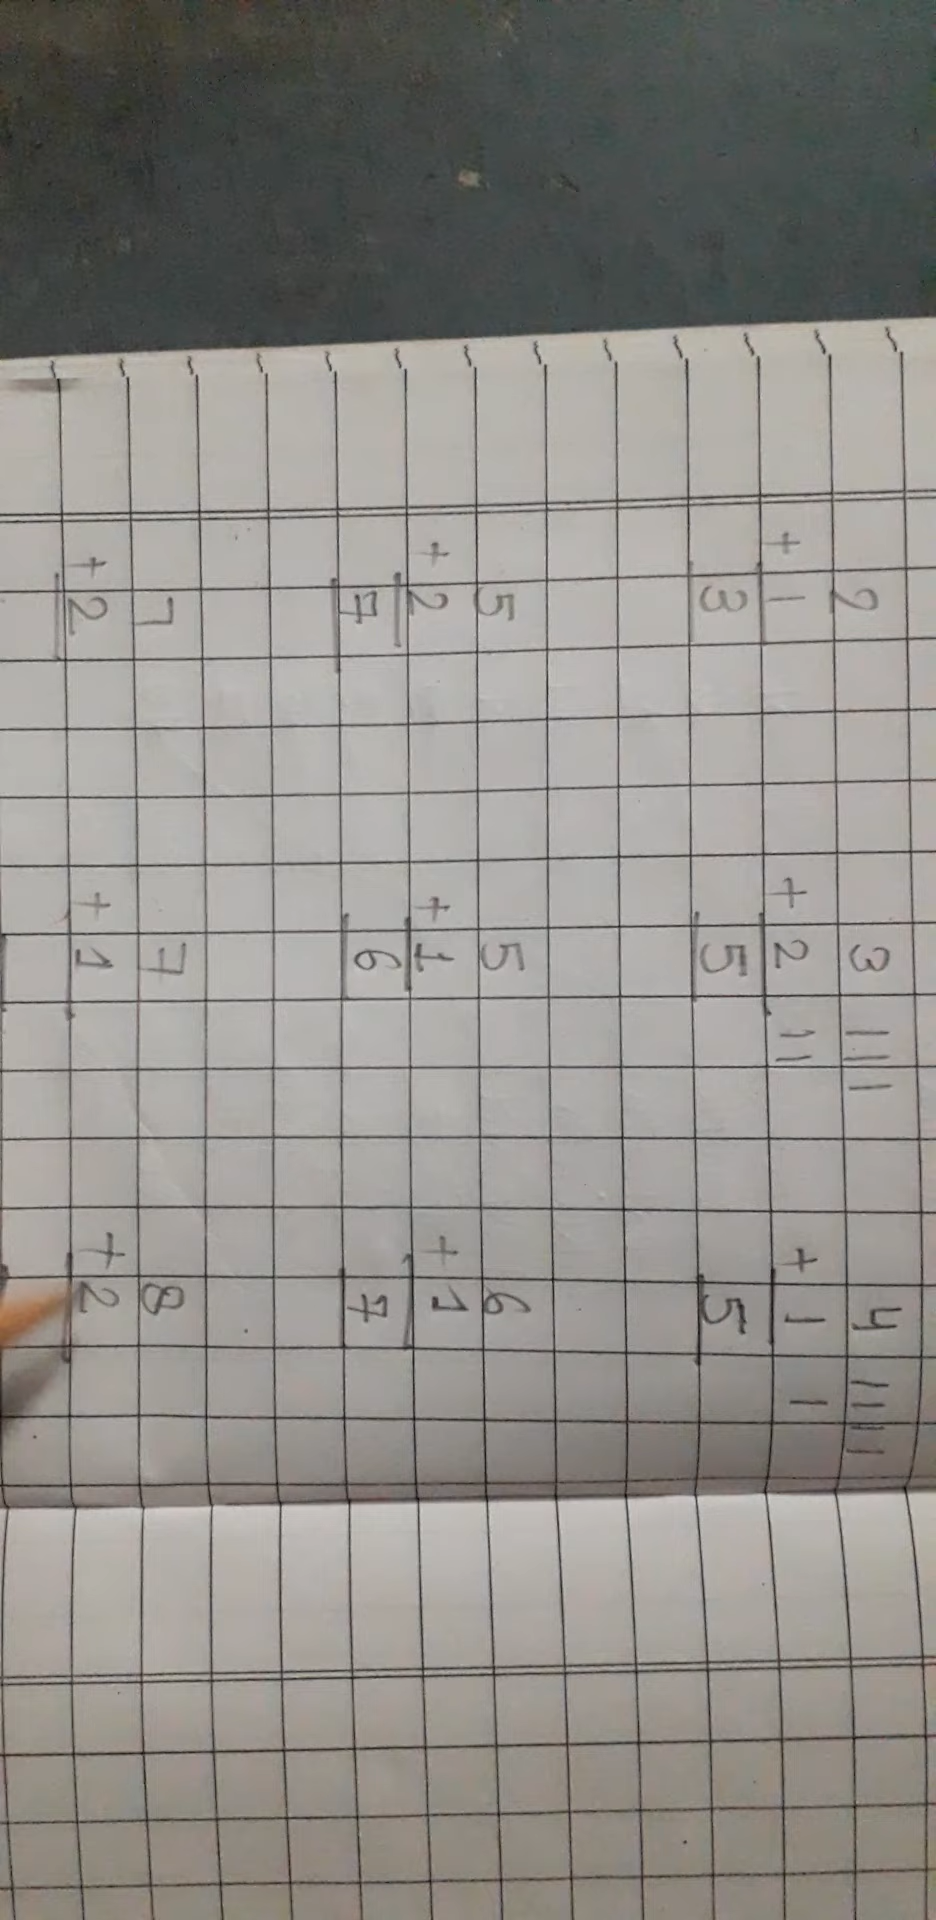 2 3 ||| 4 ||||
+ 1 + 2 || + 1 |
3 5 5
5 5 6
+ 2 + 1 + 1
7 6 7
7 7 8
+ 2 + 1 + 2